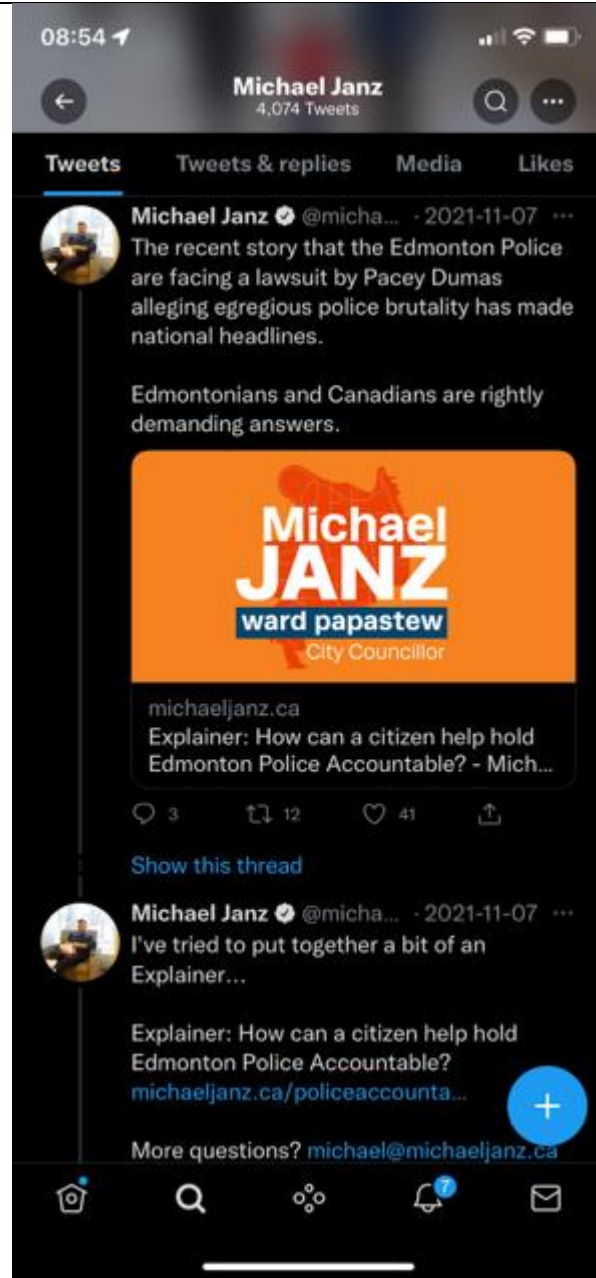 08:54
Michael Janz
4,074 Tweets
Tweets Tweets & replies Media Likes
Michael Janz @micha... · 2021-11-07 ···
The recent story that the Edmonton Police
are facing a lawsuit by Pacey Dumas
alleging egregious police brutality has made
national headlines.
Edmontonians and Canadians are rightly
demanding answers.
Michael
JANZ
ward papastew
City Councillor
michaeljanz.ca
Explainer: How can a citizen help hold
Edmonton Police Accountable? - Mich...
3 12 41
Show this thread
Michael Janz @micha... · 2021-11-07 ···
I've tried to put together a bit of an
Explainer...
Explainer: How can a citizen help hold
Edmonton Police Accountable?
michaeljanz.ca/policeaccounta...
More questions? michael@michaeljanz.ca
7